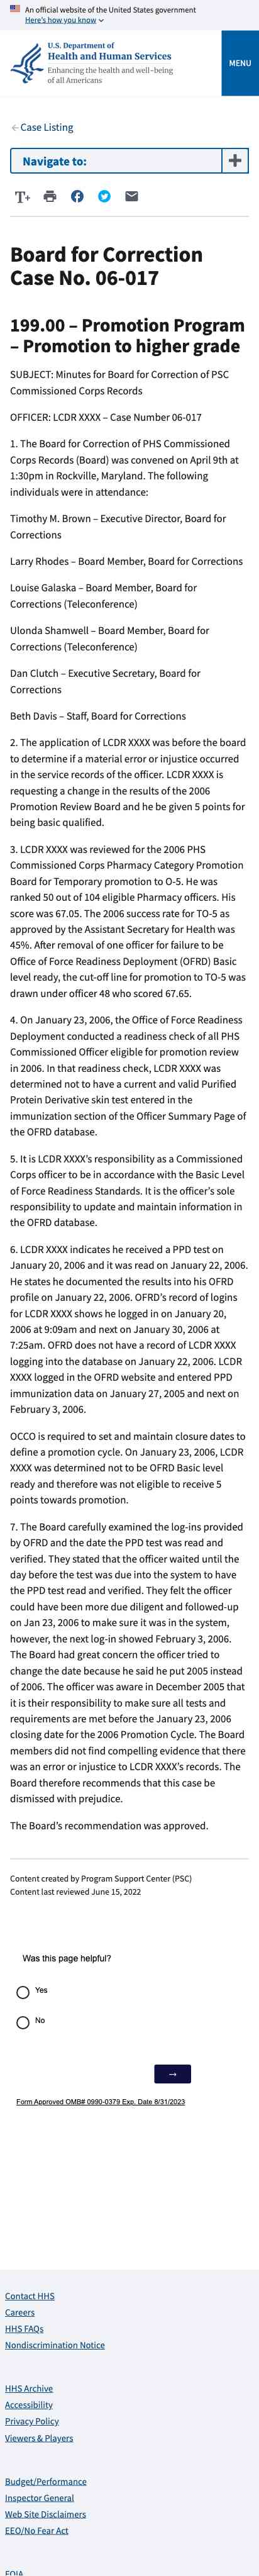 An official website of the United States government
Here's how you know
U.S. Department of
Health and Human Services
Enhancing the health and well-being
of all Americans
MENU
Case Listing
Navigate to:
T+
Board for Correction
Case No. 06-017
199.00 – Promotion Program
– Promotion to higher grade
SUBJECT: Minutes for Board for Correction of PSC
Commissioned Corps Records
OFFICER: LCDR XXXX – Case Number 06-017
1. The Board for Correction of PHS Commissioned
Corps Records (Board) was convened on April 9th at
1:30pm in Rockville, Maryland. The following
individuals were in attendance:
Timothy M. Brown – Executive Director, Board for
Corrections
Larry Rhodes – Board Member, Board for Corrections
Louise Galaska – Board Member, Board for
Corrections (Teleconference)
Ulonda Shamwell – Board Member, Board for
Corrections (Teleconference)
Dan Clutch – Executive Secretary, Board for
Corrections
Beth Davis – Staff, Board for Corrections
2. The application of LCDR XXXX was before the board
to determine if a material error or injustice occurred
in the service records of the officer. LCDR XXXX is
requesting a change in the results of the 2006
Promotion Review Board and he be given 5 points for
being basic qualified.
3. LCDR XXXX was reviewed for the 2006 PHS
Commissioned Corps Pharmacy Category Promotion
Board for Temporary promotion to O-5. He was
ranked 50 out of 104 eligible Pharmacy officers. His
score was 67.05. The 2006 success rate for TO-5 as
approved by the Assistant Secretary for Health was
45%. After removal of one officer for failure to be
Office of Force Readiness Deployment (OFRD) Basic
level ready, the cut-off line for promotion to TO-5 was
drawn under officer 48 who scored 67.65.
4. On January 23, 2006, the Office of Force Readiness
Deployment conducted a readiness check of all PHS
Commissioned Officer eligible for promotion review
in 2006. In that readiness check, LCDR XXXX was
determined not to have a current and valid Purified
Protein Derivative skin test entered in the
immunization section of the Officer Summary Page of
the OFRD database.
5. It is LCDR XXXX's responsibility as a Commissioned
Corps officer to be in accordance with the Basic Level
of Force Readiness Standards. It is the officer's sole
responsibility to update and maintain information in
the OFRD database.
6. LCDR XXXX indicates he received a PPD test on
January 20, 2006 and it was read on January 22, 2006.
He states he documented the results into his OFRD
profile on January 22, 2006. OFRD's record of logins
for LCDR XXXX shows he logged in on January 20,
2006 at 9:09am and next on January 30, 2006 at
7:25am. OFRD does not have a record of LCDR XXXX
logging into the database on January 22, 2006. LCDR
XXXX logged in the OFRD website and entered PPD
immunization data on January 27, 2005 and next on
February 3, 2006.
OCCO is required to set and maintain closure dates to
define a promotion cycle. On January 23, 2006, LCDR
XXXX was determined not to be OFRD Basic level
ready and therefore was not eligible to receive 5
points towards promotion.
7. The Board carefully examined the log-ins provided
by OFRD and the date the PPD test was read and
verified. They stated that the officer waited until the
day before the test was due into the system to have
the PPD test read and verified. They felt the officer
could have been more due diligent and followed-up
on Jan 23, 2006 to make sure it was in the system,
however, the next log-in showed February 3, 2006.
The Board had great concern the officer tried to
change the date because he said he put 2005 instead
of 2006. The officer was aware in December 2005 that
it is their responsibility to make sure all tests and
requirements are met before the January 23, 2006
closing date for the 2006 Promotion Cycle. The Board
members did not find compelling evidence that there
was an error or injustice to LCDR XXXX's records. The
Board therefore recommends that this case be
dismissed with prejudice.
The Board's recommendation was approved.
Content created by Program Support Center (PSC)
Content last reviewed June 15, 2022
Was this page helpful?
Yes
No
→
Form Approved OMB# 0990-0379 Exp. Date 8/31/2023
Contact HHS
Careers
HHS FAQs
Nondiscrimination Notice
HHS Archive
Accessibility
Privacy Policy
Viewers & Players
Budget/Performance
Inspector General
Web Site Disclaimers
EEO/No Fear Act
FOIA